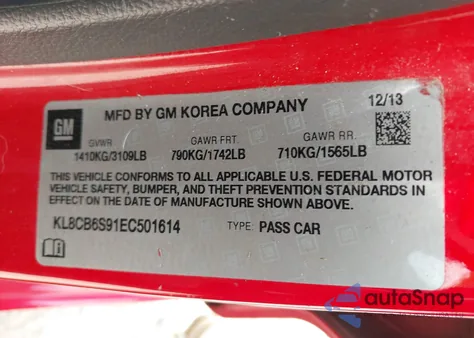 GM
MFD BY GM KOREA COMPANY 12/13
GVWR GAWR FRT. GAWR RR.
1410KG/3109LB 790KG/1742LB 710KG/1565LB
THIS VEHICLE CONFORMS TO ALL APPLICABLE U.S. FEDERAL MOTOR
VEHICLE SAFETY, BUMPER, AND THEFT PREVENTION STANDARDS IN
EFFECT ON THE DATE OF MANUFACTURE SHOWN ABOVE.
KL8CB6S91EC501614 TYPE: PASS CAR
autoSnap